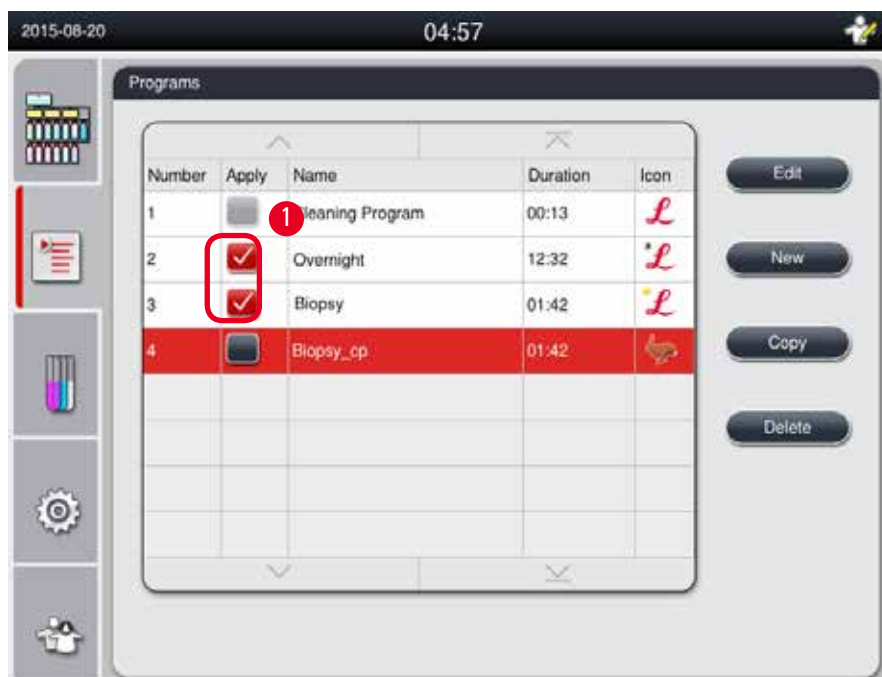 2015-08-20 04:57
Programs
Number Apply Name Duration Icon
1 Cleaning Program 00:13
1
2 Overnight 12:32
3 Biopsy 01:42
4 Biopsy_cp 01:42
Edit
New
Copy
Delete